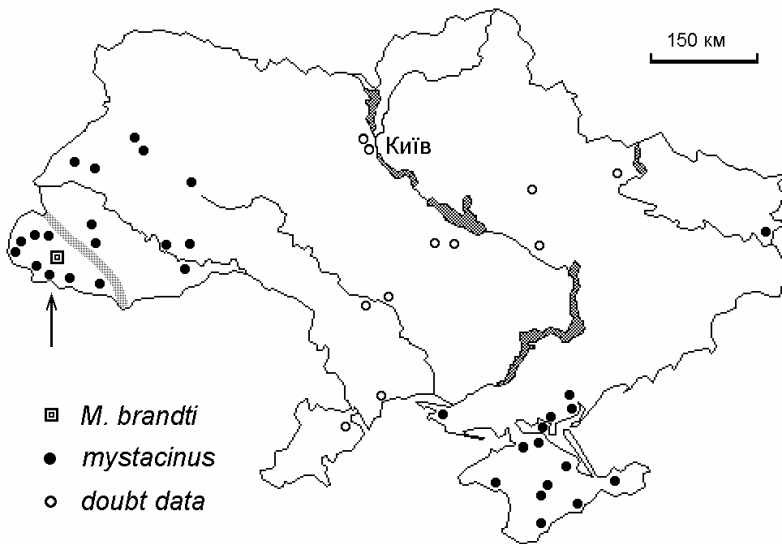 150 км
Київ
M. brandti
mystacinus
doubt data